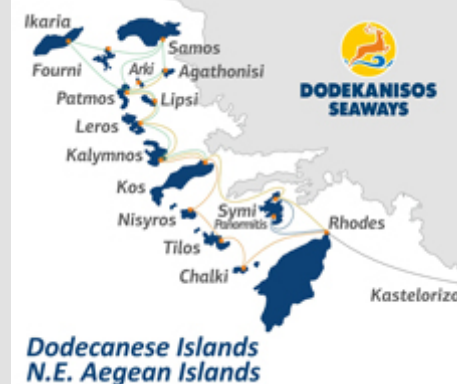 Ikaria
Samos
Fourni
Arki
Agathonisi
DODEKANISOS
SEAWAYS
Patmos
Lipsi
Leros
Kalymnos
Kos
Symi
Panormitis
Rhodes
Nisyros
Tilos
Chalki
Kastelorizo
Dodecanese Islands
N.E. Aegean Islands